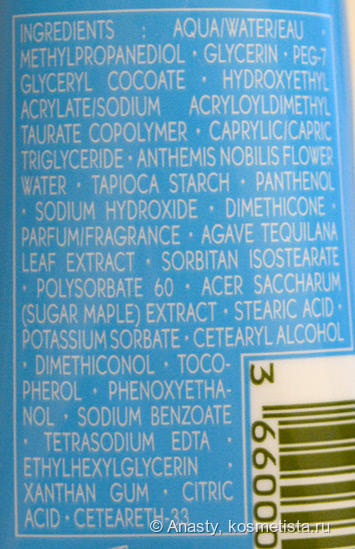 INGREDIENTS : AQUA/WATER/EAU ·
METHYLPROPANEDIOL · GLYCERIN · PEG-7
GLYCERYL COCOATE · HYDROXYETHYL
ACRYLATE/SODIUM ACRYLOYLDIMETHYL
TAURATE COPOLYMER · CAPRYLIC/CAPRIC
TRIGLYCERIDE · ANTHEMIS NOBILIS FLOWER
WATER · TAPIOCA STARCH · PANTHENOL
· SODIUM HYDROXIDE · DIMETHICONE ·
PARFUM/FRAGRANCE · AGAVE TEQUILANA
LEAF EXTRACT · SORBITAN ISOSTEARATE
· POLYSORBATE 60 · ACER SACCHARUM
(SUGAR MAPLE) EXTRACT · STEARIC ACID ·
POTASSIUM SORBATE · CETEARYL ALCOHOL
· DIMETHICONOL · TOCO-
PHEROL · PHENOXYETHA-
NOL · SODIUM BENZOATE
· TETRASODIUM EDTA ·
ETHYLHEXYLGLYCERIN ·
XANTHAN GUM · CITRIC
ACID · CETEARETH-33
3 66000
© Anasty, kosmetista.ru